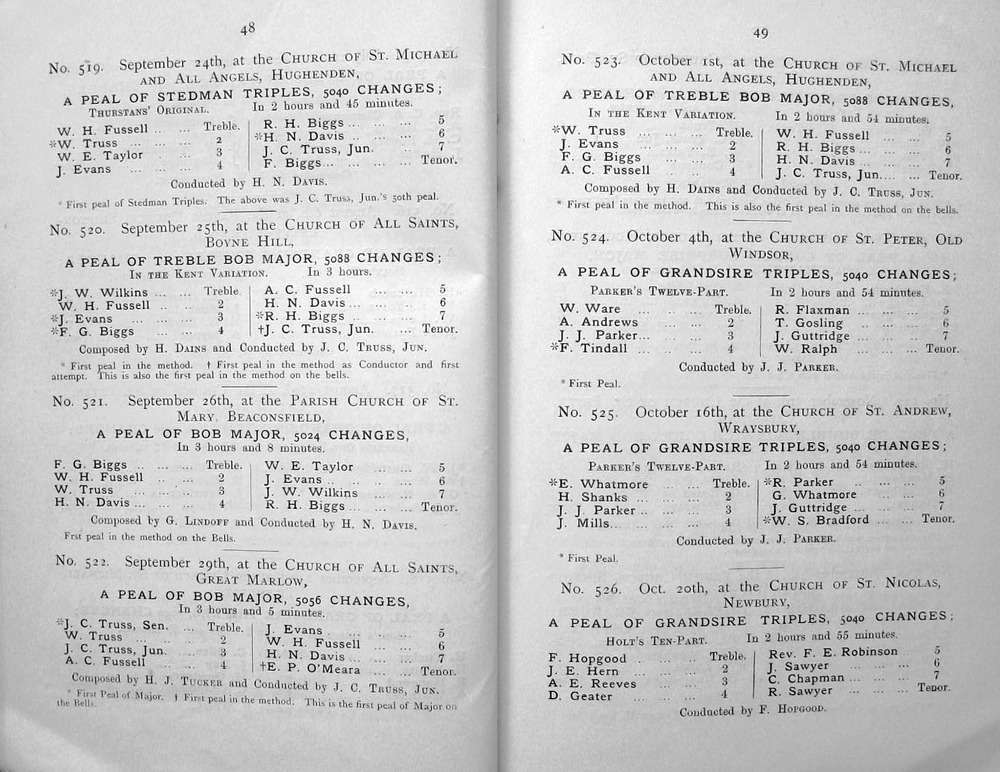 48
No. 519. September 24th, at the Church of St. Michael
and All Angels, Hughenden,
A PEAL OF STEDMAN TRIPLES, 5040 CHANGES;
Thurstans' Original. In 2 hours and 45 minutes.
W. H. Fussell .. ... Treble. R. H. Biggs ... ... ... 5
*W. Truss ... ... ... 2 *H. N. Davis ... ... ... 6
W. E. Taylor ... 3 J. C. Truss, Jun. ... ... 7
J. Evans ... ... ... 4 F. Biggs ... ... ... Tenor.
Conducted by H. N. Davis.
* First peal of Stedman Triples. The above was J. C. Truss, Jun.'s 50th peal.
No. 520. September 25th, at the Church of All Saints,
Boyne Hill,
A PEAL OF TREBLE BOB MAJOR, 5088 CHANGES;
In the Kent Variation. In 3 hours.
*J. W. Wilkins ... ... Treble. A. C. Fussell ... ... 5
W. H. Fussell ... 2 H. N. Davis ... ... ... 6
*J. Evans ... ... ... 3 *R. H. Biggs ... ... ... 7
*F. G. Biggs ... ... 4 †J. C. Truss, Jun. ... Tenor.
Composed by H. Dains and Conducted by J. C. Truss, Jun.
* First peal in the method. † First peal in the method as Conductor and first
attempt. This is also the first peal in the method on the bells.
No. 521. September 26th, at the Parish Church of St.
Mary. Beaconsfield,
A PEAL OF BOB MAJOR, 5024 CHANGES,
In 3 hours and 8 minutes.
F. G. Biggs .. ... ... Treble. W. E. Taylor ... ... 5
W. H. Fussell ... ... 2 J. Evans .. ... ... ... 6
W. Truss ... ... ... 3 J. W. Wilkins ... ... 7
H. N. Davis ... ... ... 4 R. H. Biggs ... ... ... Tenor.
Composed by G. Lindoff and Conducted by H. N. Davis.
Frst peal in the method on the Bells.
No. 522. September 29th, at the Church of All Saints,
Great Marlow,
A PEAL OF BOB MAJOR, 5056 CHANGES,
In 3 hours and 5 minutes.
*J. C. Truss, Sen. ... Treble. J. Evans ... ... ... 5
W. Truss ... ... ... 2 W. H. Fussell ... ... 6
J. C. Truss, Jun. ... 3 H. N. Davis ... ... ... 7
A. C. Fussell ... ... 4 †E. P. O'Meara ... ... Tenor.
Composed by H. J. Tucker and Conducted by J. C. Truss, Jun.
* First Peal of Major. † First peal in the method. This is the first peal of Major on
the Bells.
49
No. 523. October 1st, at the Church of St. Michael
and All Angels, Hughenden,
A PEAL OF TREBLE BOB MAJOR, 5088 CHANGES,
In the Kent Variation. In 2 hours and 54 minutes.
*W. Truss ... ... ... Treble. W. H. Fussell ... ... 5
J. Evans ... ... ... 2 R. H. Biggs ... ... ... 6
F. G. Biggs ... ... 3 H. N. Davis ... ... ... 7
A. C. Fussell ... 4 J. C. Truss, Jun. ... ... Tenor.
Composed by H. Dains and Conducted by J. C. Truss, Jun.
* First peal in the method. This is also the first peal in the method on the bells.
No. 524. October 4th, at the Church of St. Peter, Old
Windsor,
A PEAL OF GRANDSIRE TRIPLES, 5040 CHANGES;
Parker's Twelve-Part. In 2 hours and 54 minutes.
W. Ware ... ... ... Treble. R. Flaxman ... ... ... 5
A. Andrews ... ... 2 T. Gosling ... ... ... 6
J. J. Parker... ... ... 3 J. Guttridge ... ... ... 7
*F. Tindall ... ... ... 4 W. Ralph ... ... ... Tenor.
Conducted by J. J. Parker.
* First Peal.
No. 525. October 16th, at the Church of St. Andrew,
Wraysbury,
A PEAL OF GRANDSIRE TRIPLES, 5040 CHANGES;
Parker's Twelve-Part. In 2 hours and 54 minutes.
*E. Whatmore ... Treble. *R. Parker ... ... ... 5
H. Shanks ... ... ... 2 G. Whatmore ... ... 6
J. J. Parker .. ... ... 3 J. Guttridge ... ... ... 7
J. Mills... ... ... ... 4 *W. S. Bradford ... ... Tenor.
Conducted by J. J. Parker.
* First Peal.
No. 526. Oct. 20th, at the Church of St. Nicolas,
Newbury,
A PEAL OF GRANDSIRE TRIPLES, 5040 CHANGES;
Holt's Ten-Part. In 2 hours and 55 minutes.
F. Hopgood .. ... ... Treble. Rev. F. E. Robinson 5
J. E. Hern ... ... ... 2 J. Sawyer ... ... ... 6
A. E. Reeves ... ... 3 C. Chapman ... ... ... 7
D. Geater ... ... 4 R. Sawyer ... ... ... Tenor.
Conducted by F. Hopgood.